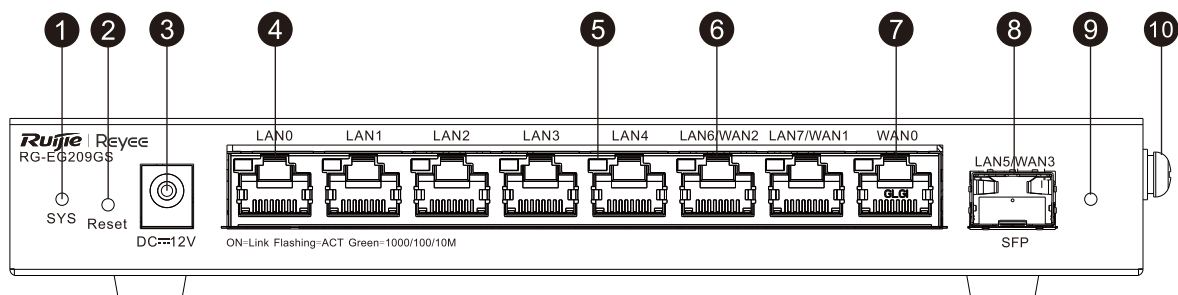 1 2 3 4 5 6 7 8 9 10
Ruijie | Reyee
RG-EG209GS
LAN0 LAN1 LAN2 LAN3 LAN4 LAN6/WAN2 LAN7/WAN1 WAN0
LAN5/WAN3
GLGI
SYS
Reset
DC⎓12V
ON=Link Flashing=ACT Green=1000/100/10M
SFP